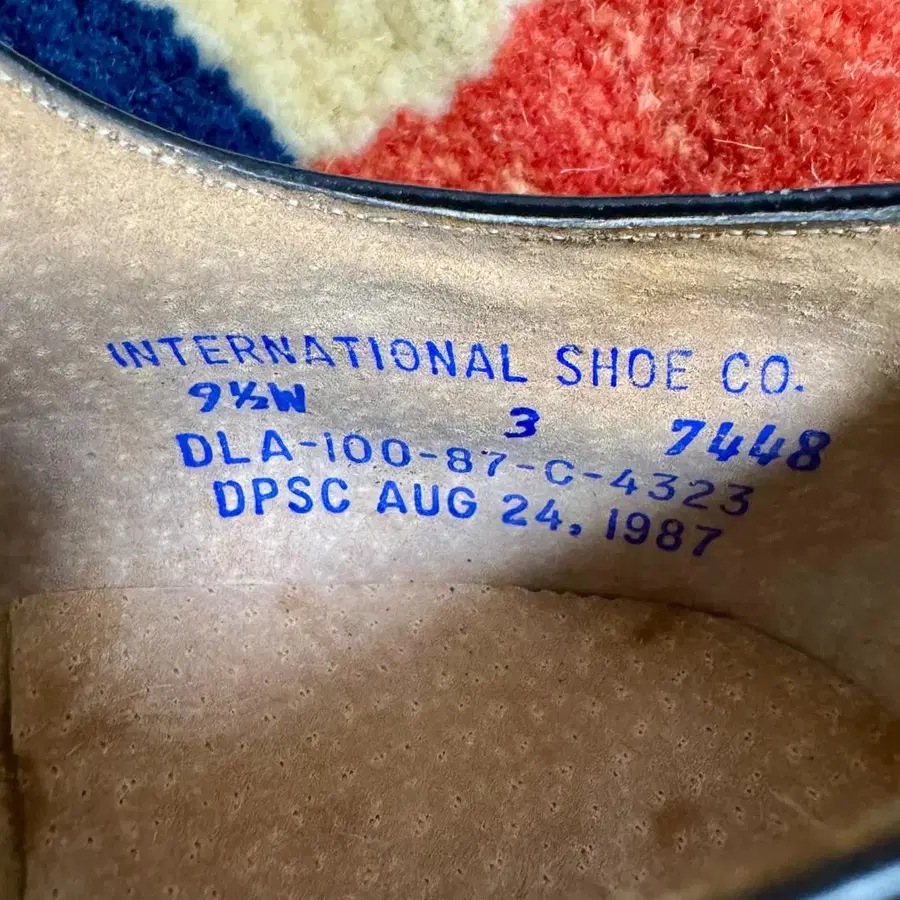 INTERNATIONAL SHOE CO.
9½W 3 7448
DLA-100-87-C-4323
DPSC AUG 24, 1987